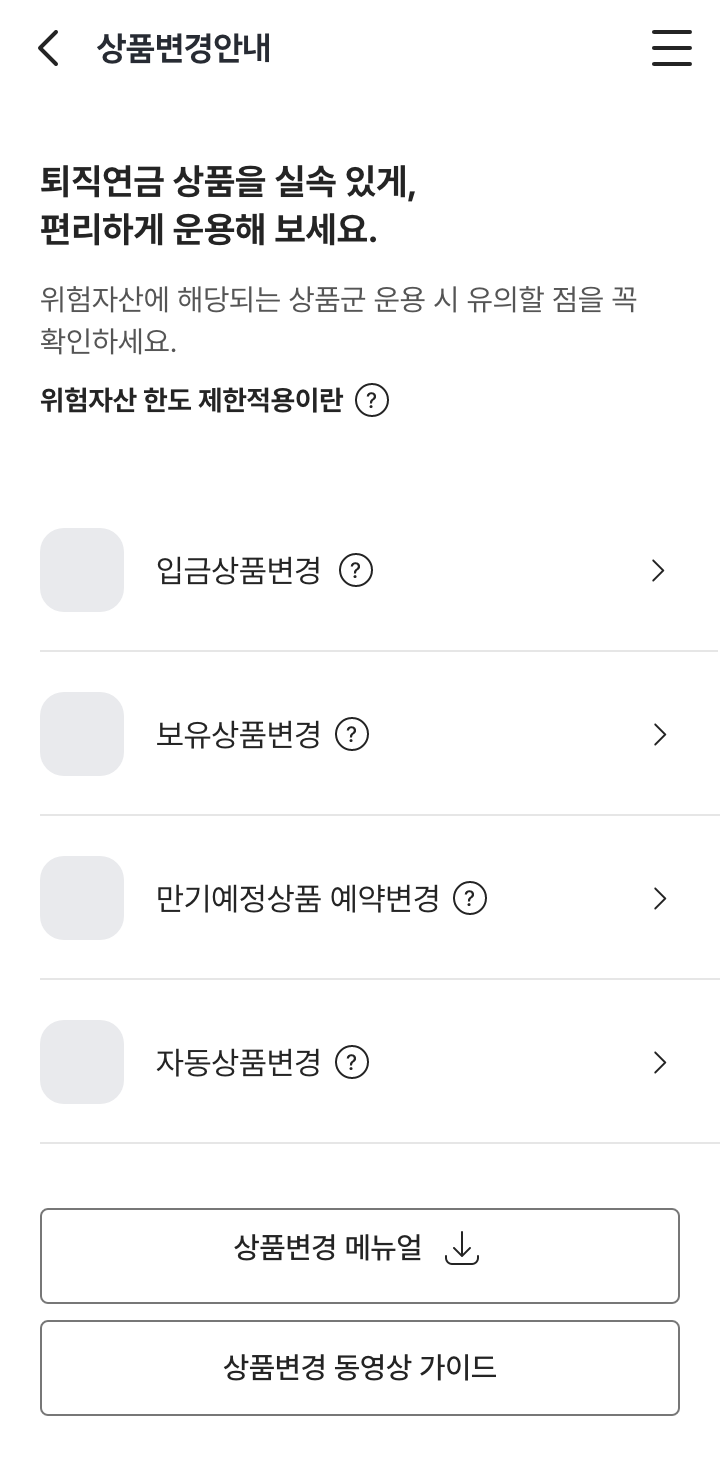 상품변경안내
퇴직연금 상품을 실속 있게,
편리하게 운용해 보세요.
위험자산에 해당되는 상품군 운용 시 유의할 점을 꼭
확인하세요.
위험자산 한도 제한적용이란 ?
입금상품변경 ?
보유상품변경 ?
만기예정상품 예약변경 ?
자동상품변경 ?
상품변경 메뉴얼
상품변경 동영상 가이드